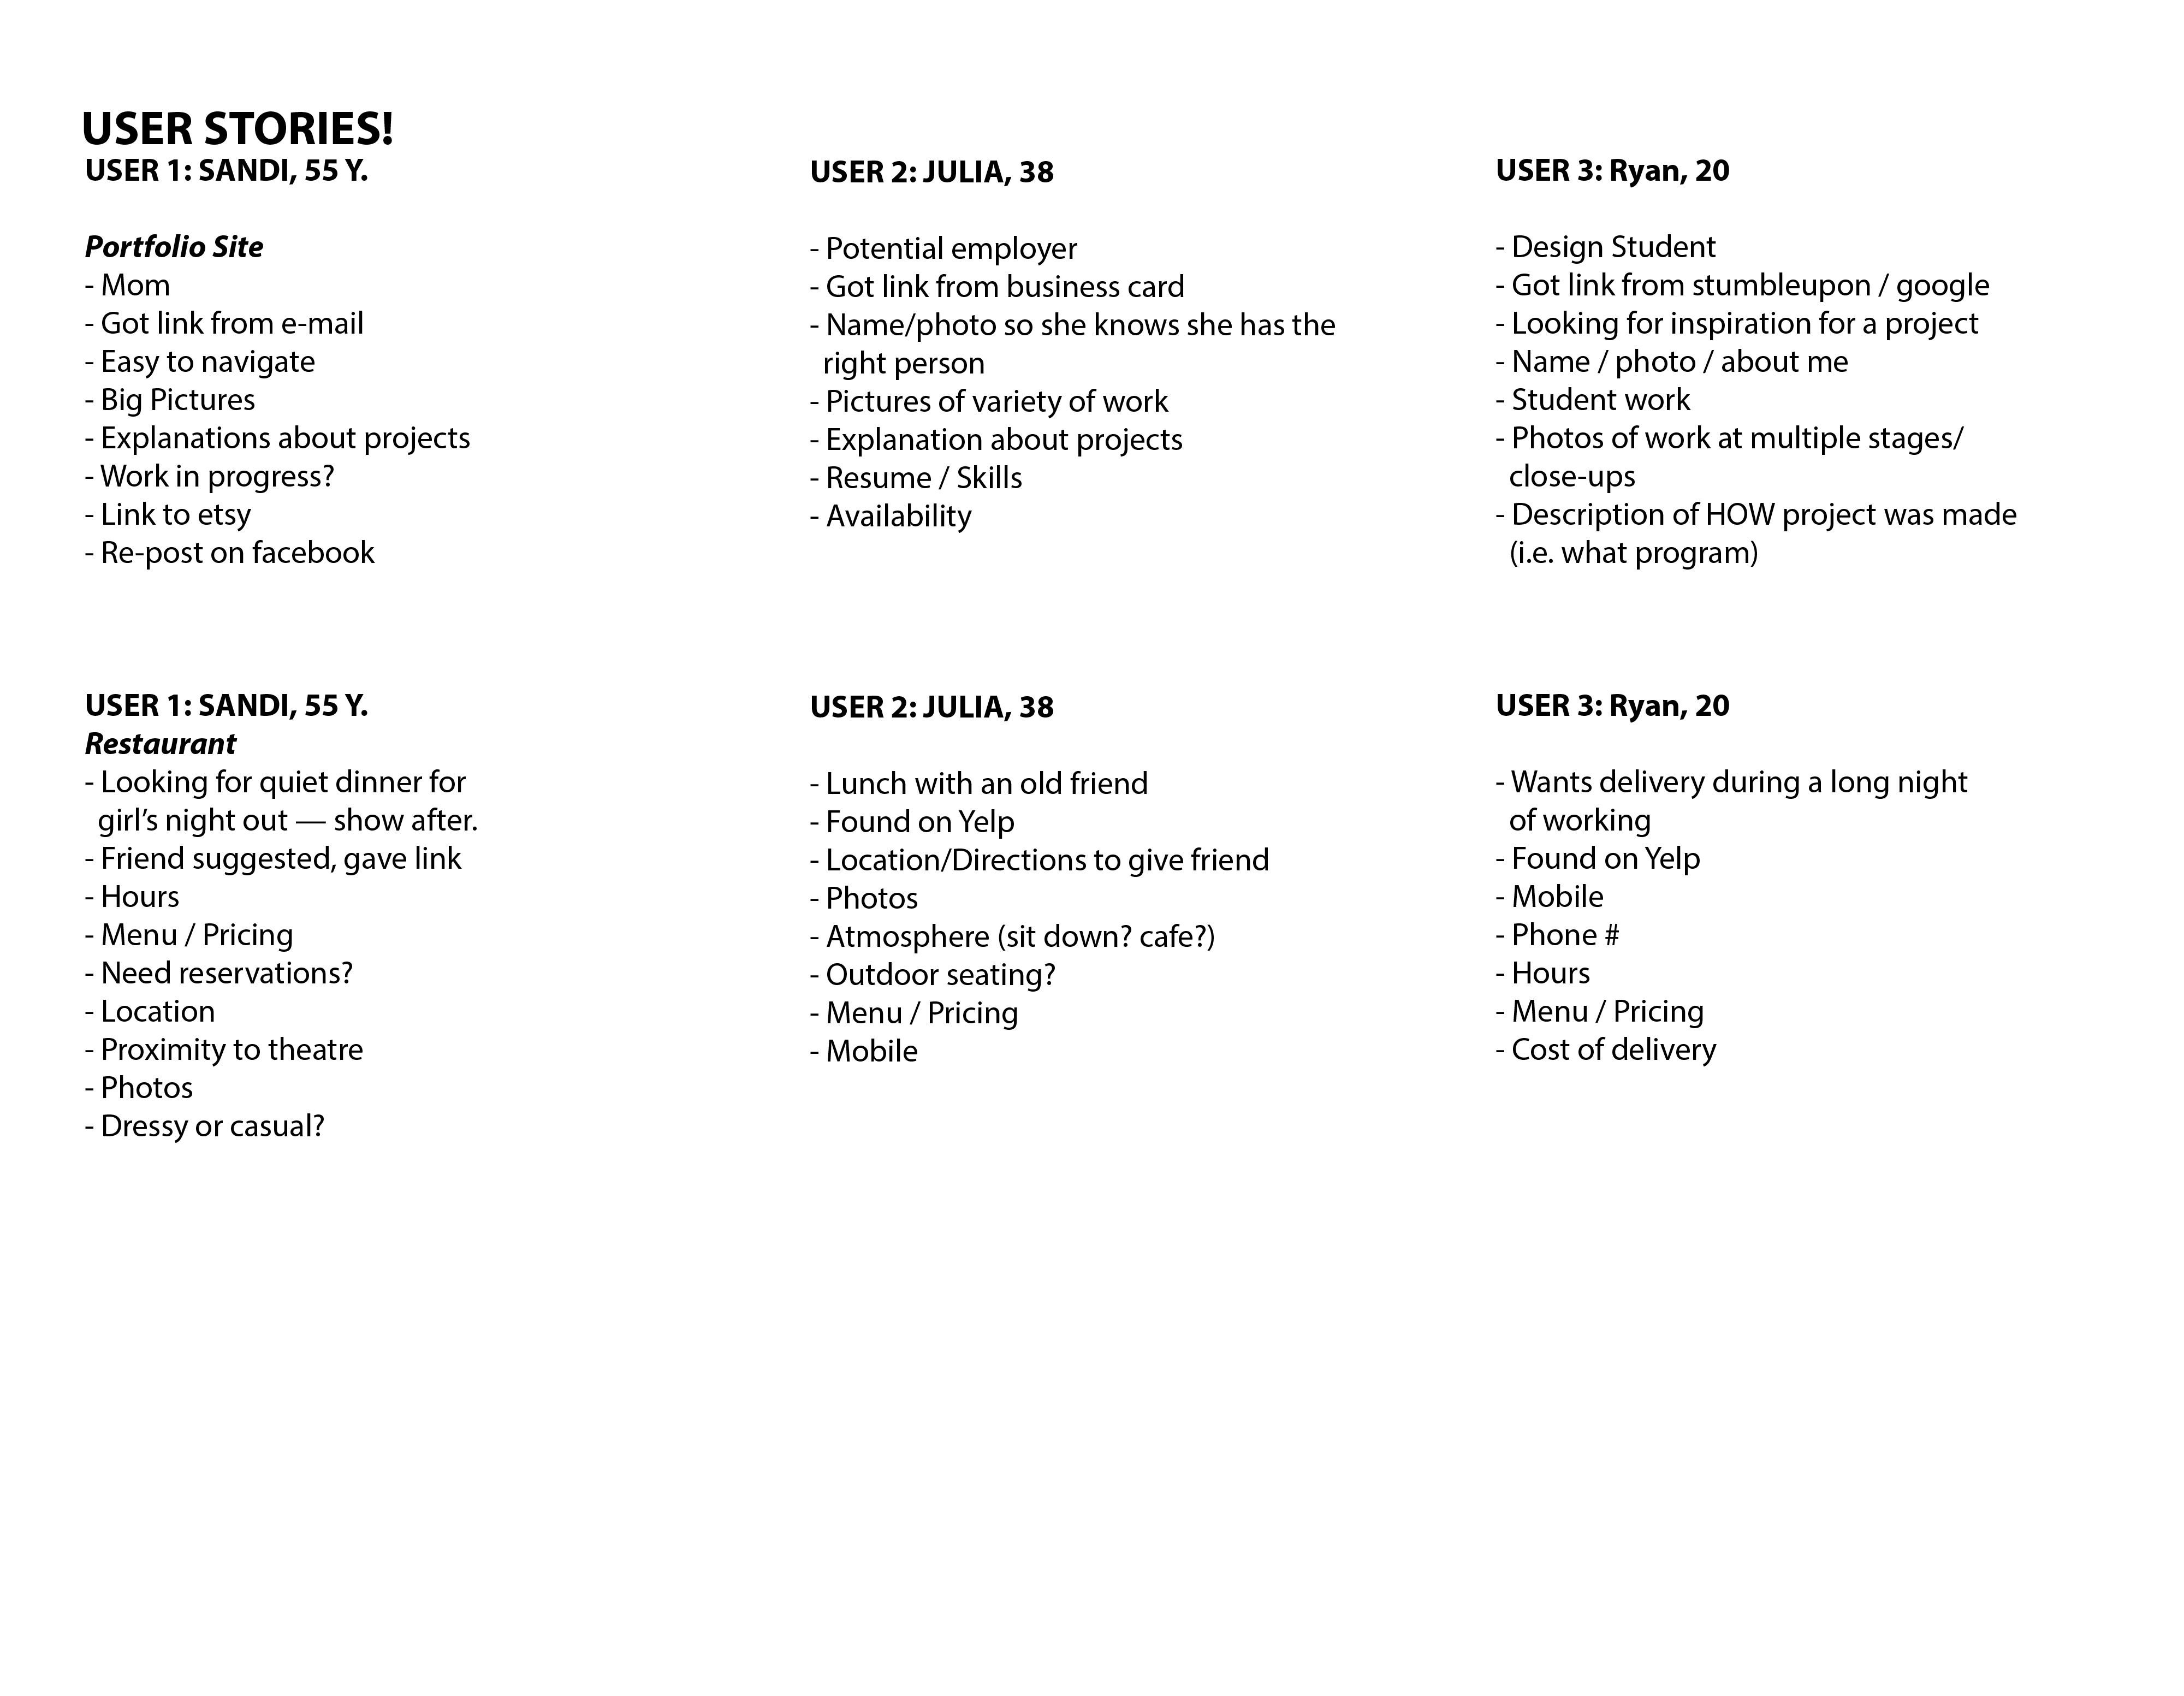 USER STORIES!
USER 1: SANDI, 55 Y.
Portfolio Site
- Mom
- Got link from e-mail
- Easy to navigate
- Big Pictures
- Explanations about projects
- Work in progress?
- Link to etsy
- Re-post on facebook
USER 2: JULIA, 38
- Potential employer
- Got link from business card
- Name/photo so she knows she has the
right person
- Pictures of variety of work
- Explanation about projects
- Resume / Skills
- Availability
USER 3: Ryan, 20
- Design Student
- Got link from stumbleupon / google
- Looking for inspiration for a project
- Name / photo / about me
- Student work
- Photos of work at multiple stages/
close-ups
- Description of HOW project was made
(i.e. what program)
USER 1: SANDI, 55 Y.
Restaurant
- Looking for quiet dinner for
girl’s night out — show after.
- Friend suggested, gave link
- Hours
- Menu / Pricing
- Need reservations?
- Location
- Proximity to theatre
- Photos
- Dressy or casual?
USER 2: JULIA, 38
- Lunch with an old friend
- Found on Yelp
- Location/Directions to give friend
- Photos
- Atmosphere (sit down? cafe?)
- Outdoor seating?
- Menu / Pricing
- Mobile
USER 3: Ryan, 20
- Wants delivery during a long night
of working
- Found on Yelp
- Mobile
- Phone #
- Hours
- Menu / Pricing
- Cost of delivery